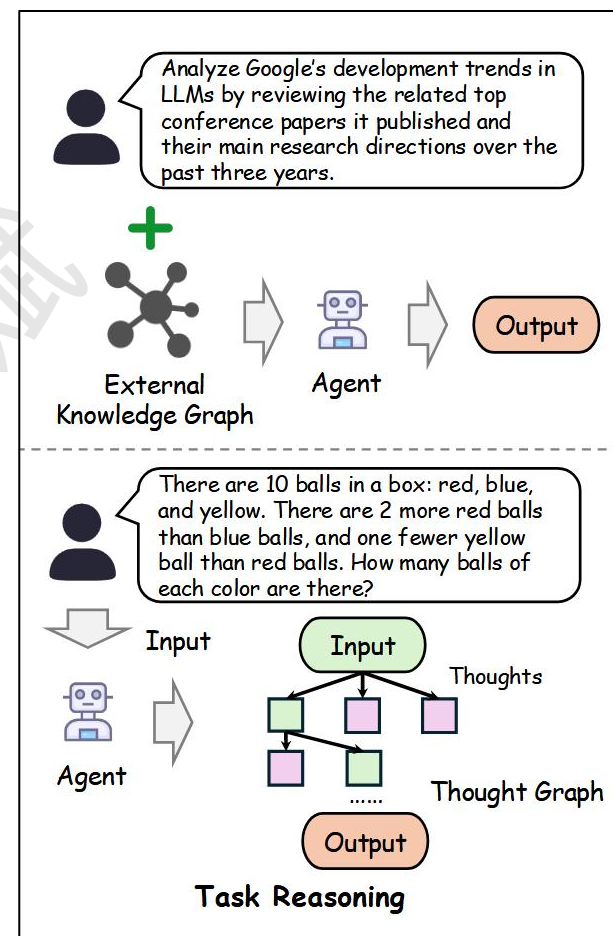 Analyze Google's development trends in
LLMs by reviewing the related top
conference papers it published and
their main research directions over the
past three years.
External
Knowledge Graph
Agent
Output
There are 10 balls in a box: red, blue,
and yellow. There are 2 more red balls
than blue balls, and one fewer yellow
ball than red balls. How many balls of
each color are there?
Input
Agent
Input
Thoughts
......
Thought Graph
Output
Task Reasoning